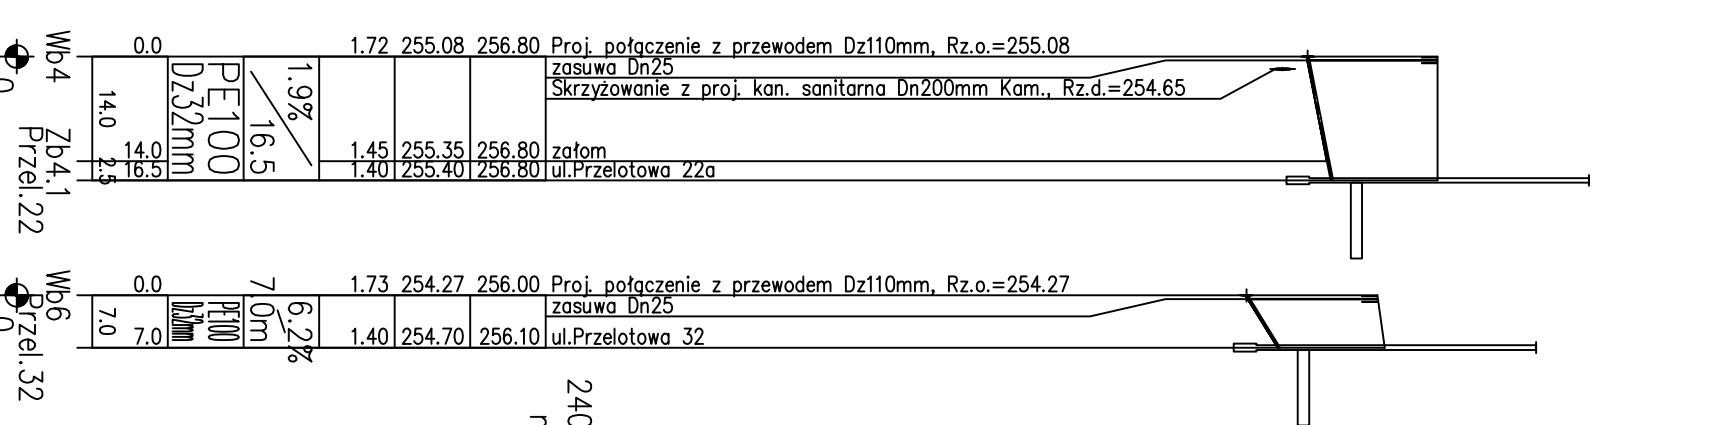 Wb4
0.0
1.72 255.08 256.80 Proj. połączenie z przewodem Dz110mm, Rz.o.=255.08
zasuwa Dn25
Skrzyżowanie z proj. kan. sanitarna Dn200mm Kam., Rz.d.=254.65
14.0
Dz32mm
PE100
16.5
1.9%
Zb4.1
14.0
1.45 255.35 256.80 załom
2.5
16.5
1.40 255.40 256.80 ul.Przelotowa 22a
Przel.22
Wb6
0.0
1.73 254.27 256.00 Proj. połączenie z przewodem Dz110mm, Rz.o.=254.27
zasuwa Dn25
7.0
Dz32mm
PE100
7.0m
6.2%
7.0
1.40 254.70 256.10 ul.Przelotowa 32
Przel.32